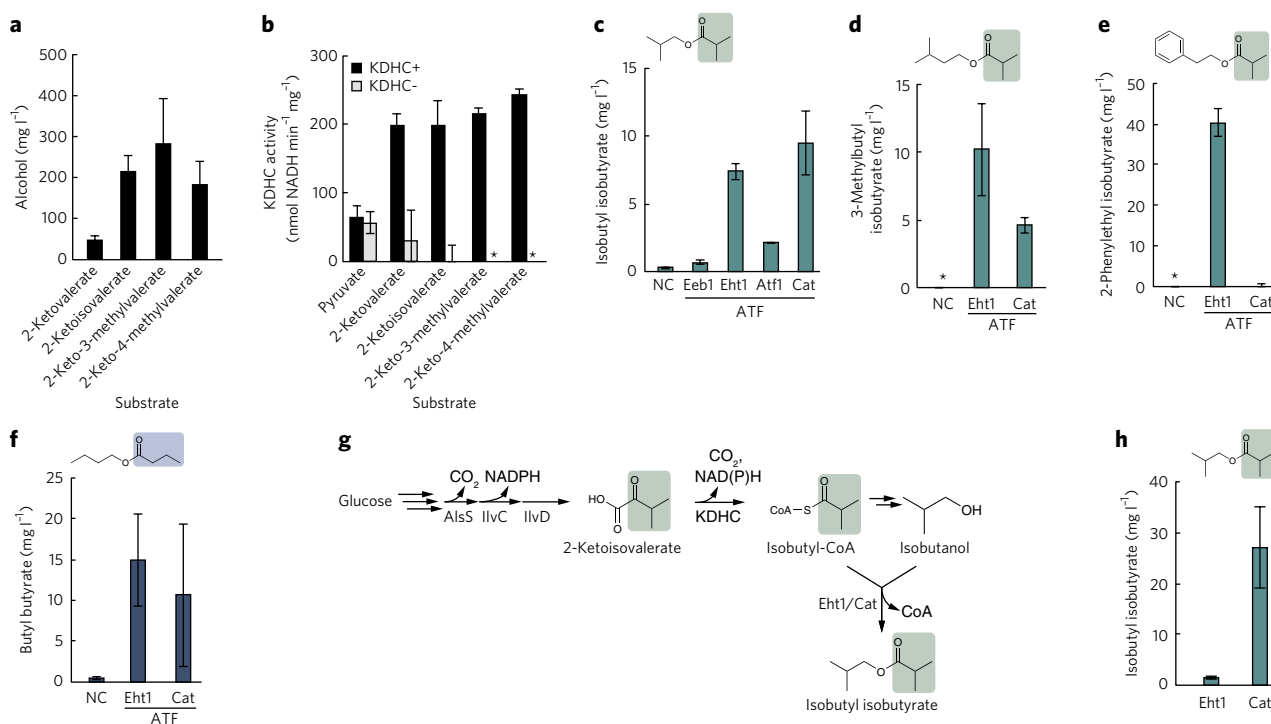 a
Alcohol (mg l⁻¹)
500
400
300
200
100
0
2-Ketovalerate
2-Ketoisovalerate
2-Keto-3-methylvalerate
2-Keto-4-methylvalerate
Substrate
b
KDHC activity
(nmol NADH min⁻¹ mg⁻¹)
300
200
100
0
KDHC+
KDHC-
*
*
Pyruvate
2-Ketovalerate
2-Ketoisovalerate
2-Keto-3-methylvalerate
2-Keto-4-methylvalerate
Substrate
c
O
O
Isobutyl isobutyrate (mg l⁻¹)
15
10
5
0
NC Eeb1 Eht1 Atf1 Cat
ATF
d
O
O
3-Methylbutyl
isobutyrate (mg l⁻¹)
15
10
5
0
*
NC Eht1 Cat
ATF
e
O
O
2-Phenylethyl isobutyrate (mg l⁻¹)
50
40
30
20
10
0
*
NC Eht1 Cat
ATF
f
O
O
Butyl butyrate (mg l⁻¹)
25
20
15
10
5
0
NC Eht1 Cat
ATF
g
Glucose
CO₂ NADPH
AlsS IlvC IlvD
HO
O
O
2-Ketoisovalerate
CO₂,
NAD(P)H
KDHC
O
CoA S
Isobutyl-CoA
OH
Isobutanol
Eht1/Cat
CoA
O
O
Isobutyl isobutyrate
h
O
O
Isobutyl isobutyrate (mg l⁻¹)
40
30
20
10
0
Eht1 Cat